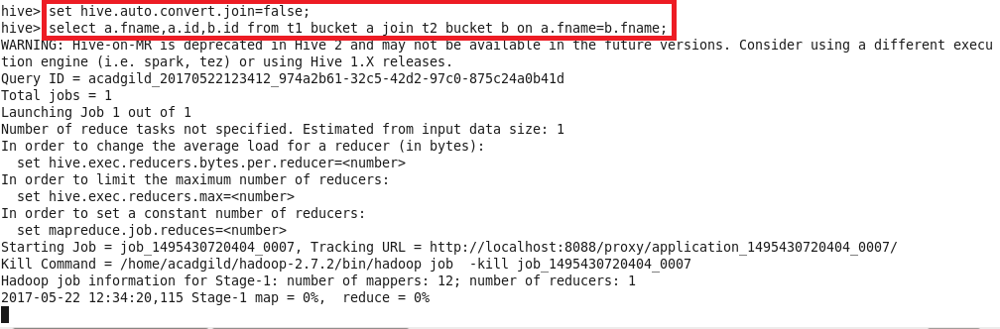 hive> set hive.auto.convert.join=false;
hive> select a.fname,a.id,b.id from t1_bucket a join t2_bucket b on a.fname=b.fname;
WARNING: Hive-on-MR is deprecated in Hive 2 and may not be available in the future versions. Consider using a different execu
tion engine (i.e. spark, tez) or using Hive 1.X releases.
Query ID = acadgild_20170522123412_974a2b61-32c5-42d2-97c0-875c24a0b41d
Total jobs = 1
Launching Job 1 out of 1
Number of reduce tasks not specified. Estimated from input data size: 1
In order to change the average load for a reducer (in bytes):
  set hive.exec.reducers.bytes.per.reducer=<number>
In order to limit the maximum number of reducers:
  set hive.exec.reducers.max=<number>
In order to set a constant number of reducers:
  set mapreduce.job.reduces=<number>
Starting Job = job_1495430720404_0007, Tracking URL = http://localhost:8088/proxy/application_1495430720404_0007/
Kill Command = /home/acadgild/hadoop-2.7.2/bin/hadoop job  -kill job_1495430720404_0007
Hadoop job information for Stage-1: number of mappers: 12; number of reducers: 1
2017-05-22 12:34:20,115 Stage-1 map = 0%,  reduce = 0%